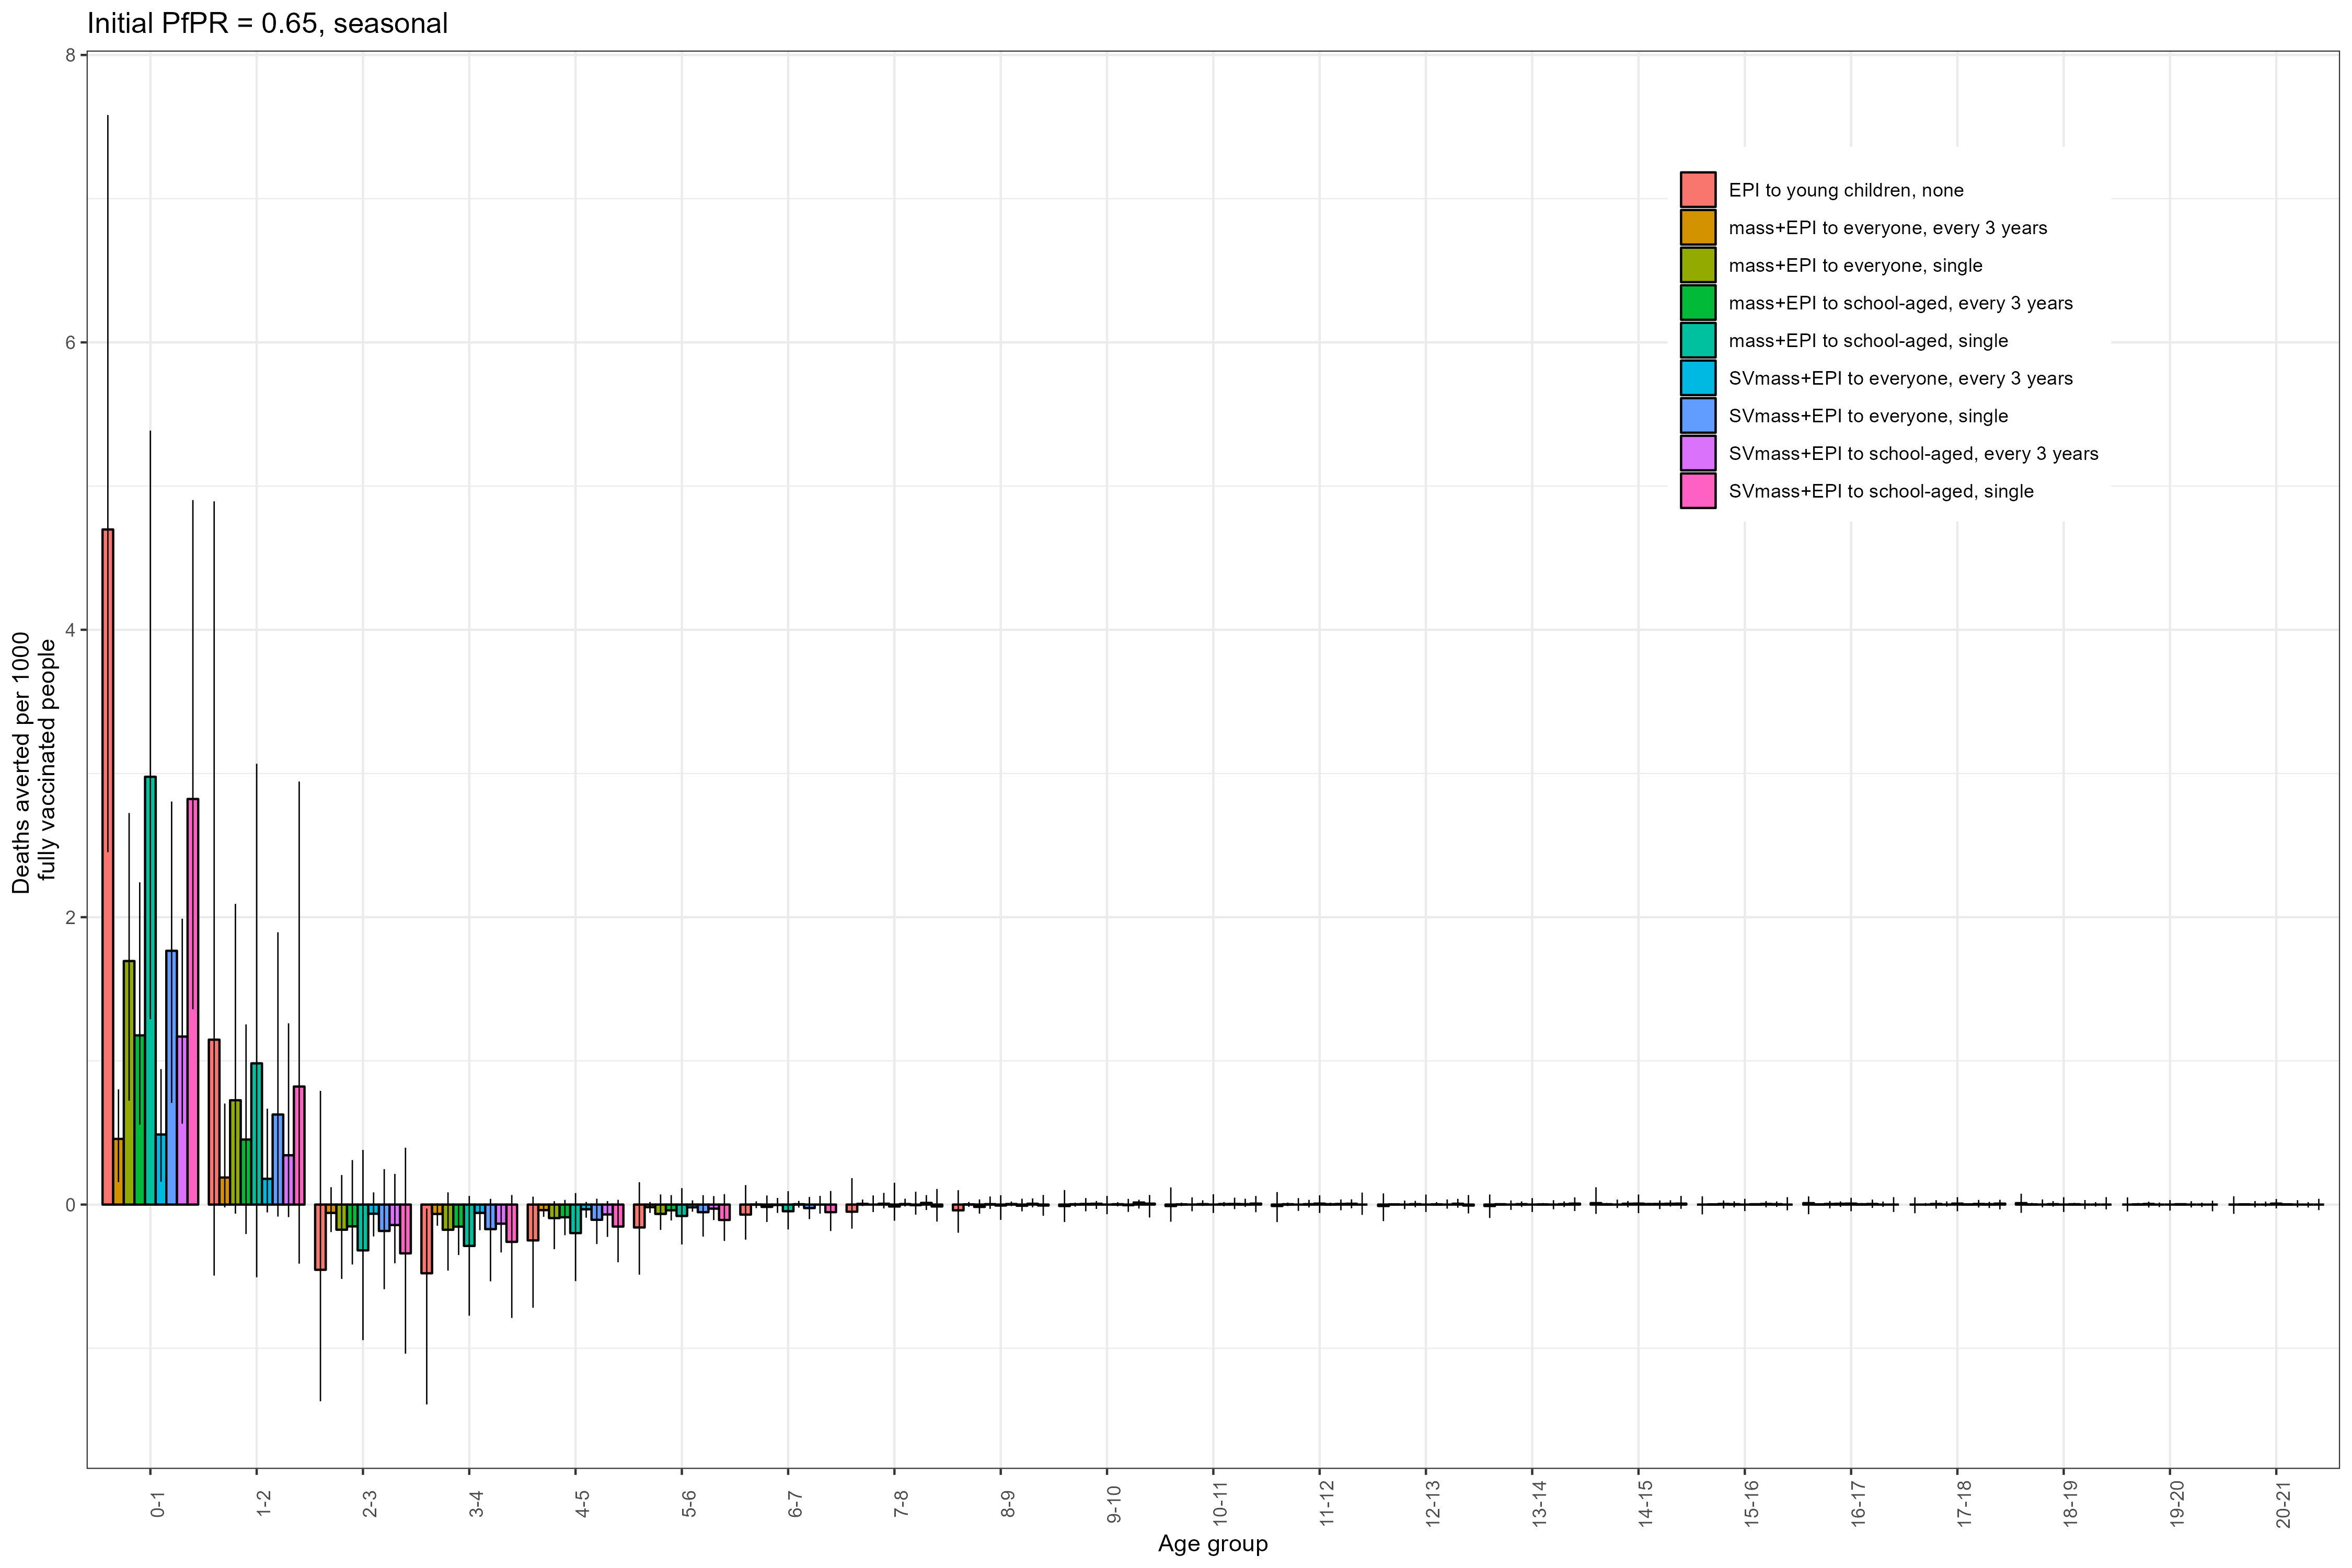 Initial PfPR = 0.65, seasonal
8
6
4
2
0
Deaths averted per 1000
fully vaccinated people
EPI to young children, none
mass+EPI to everyone, every 3 years
mass+EPI to everyone, single
mass+EPI to school-aged, every 3 years
mass+EPI to school-aged, single
SVmass+EPI to everyone, every 3 years
SVmass+EPI to everyone, single
SVmass+EPI to school-aged, every 3 years
SVmass+EPI to school-aged, single
0-1
1-2
2-3
3-4
4-5
5-6
6-7
7-8
8-9
9-10
10-11
11-12
12-13
13-14
14-15
15-16
16-17
17-18
18-19
19-20
20-21
Age group